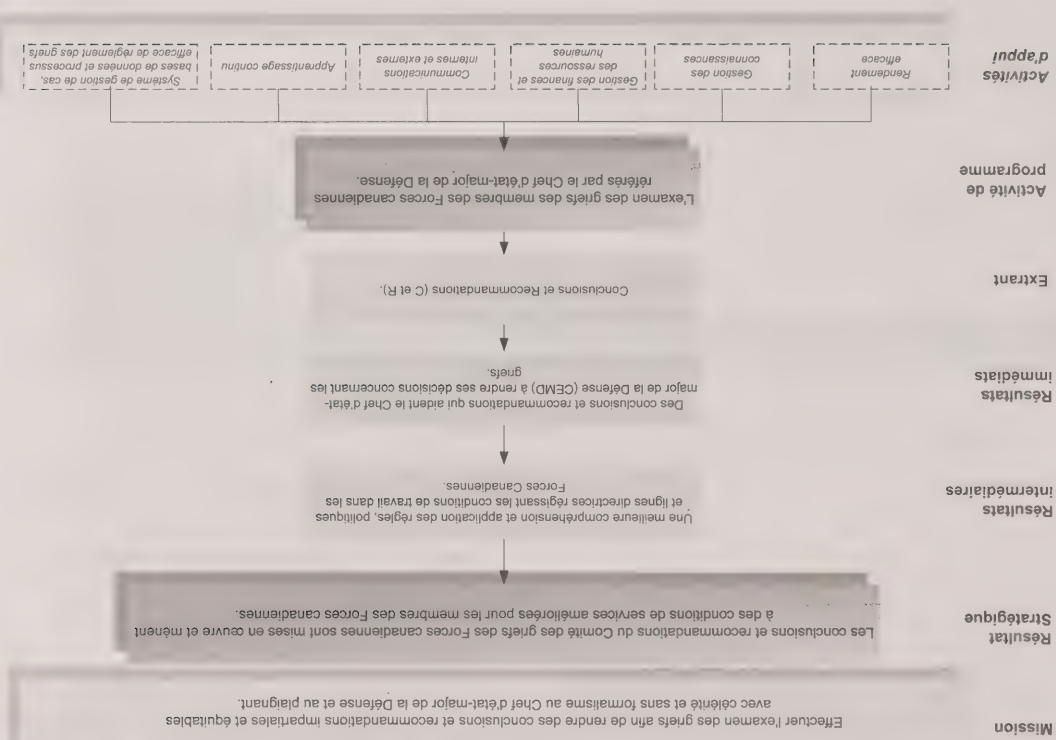 Mission
Effectuer l'examen des griefs afin de rendre des conclusions et recommandations impartiales et équitables
avec célérité et sans formalisme au Chef d'état-major de la Défense et au plaignant.
Résultat
Stratégique
Les conclusions et recommandations du Comité des griefs des Forces canadiennes sont mises en œuvre et mènent
à des conditions de services améliorées pour les membres des Forces canadiennes.
Résultats
intermédiaires
Une meilleure compréhension et application des règles, politiques
et lignes directrices régissant les conditions de travail dans les
Forces Canadiennes.
Résultats
immédiats
Des conclusions et recommandations qui aident le Chef d'état-
major de la Défense (CEMD) à rendre ses décisions concernant les
griefs.
Extrant
Conclusions et Recommandations (C et R).
Activité de
programme
L'examen des griefs des membres des Forces canadiennes
référés par le Chef d'état-major de la Défense.
Activités
d'appui
Rendement
efficace
Gestion des
connaissances
Gestion des finances et
des ressources
humaines
Communications
internes et externes
Apprentissage continu
Système de gestion de cas,
bases de données et processus
efficace de règlement des griefs